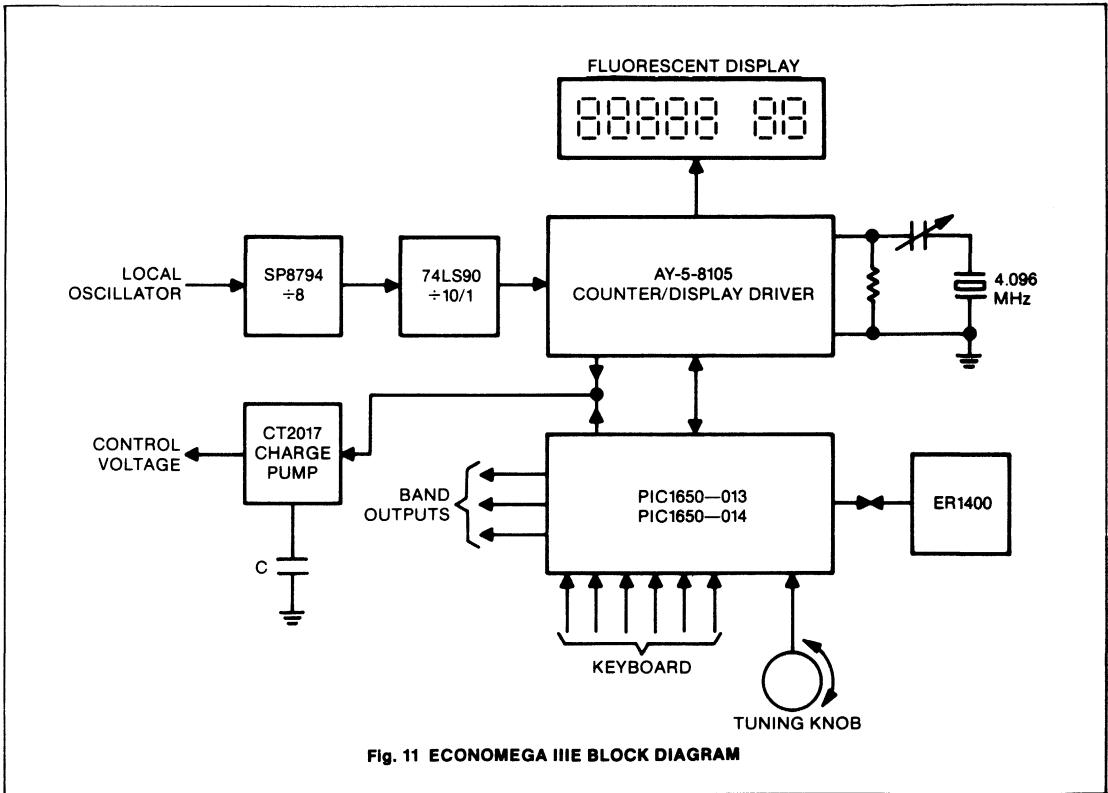 FLUORESCENT DISPLAY
88888 88
LOCAL
OSCILLATOR
SP8794
÷8
74LS90
÷10/1
AY-5-8105
COUNTER/DISPLAY DRIVER
4.096
MHz
CONTROL
VOLTAGE
CT2017
CHARGE
PUMP
C
BAND
OUTPUTS
PIC1650—013
PIC1650—014
ER1400
KEYBOARD
TUNING KNOB
Fig. 11 ECONOMEGA IIIE BLOCK DIAGRAM